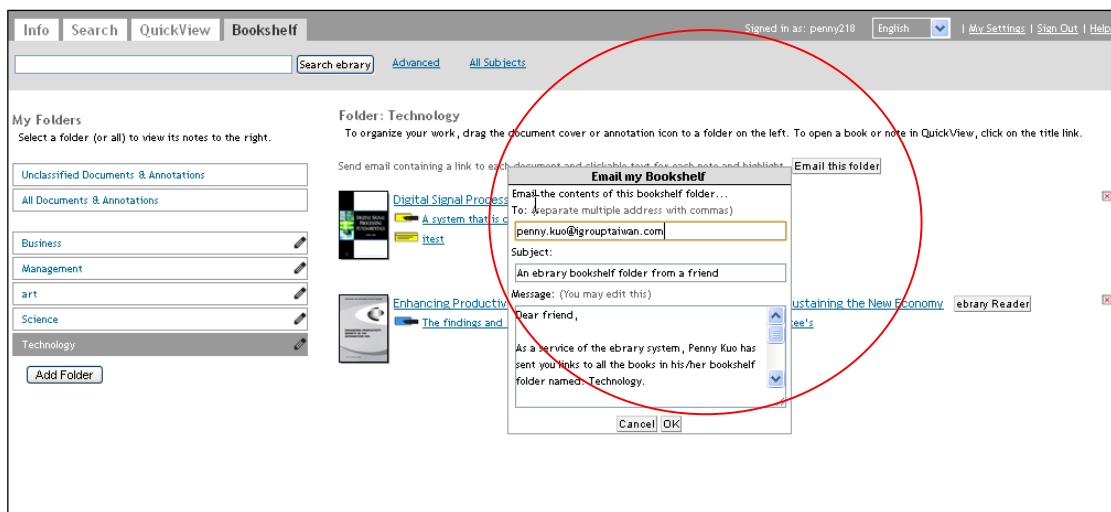 Info Search QuickView Bookshelf Signed in as: penny218 English | My Settings | Sign Out | Help
Search ebrary Advanced All Subjects
My Folders
Select a folder (or all) to view its notes to the right.
Unclassified Documents & Annotations
All Documents & Annotations
Business
Management
art
Science
Technology
Add Folder
Folder: Technology
To organize your work, drag the document cover or annotation icon to a folder on the left. To open a book or note in QuickView, click on the title link.
Send email containing a link to each document and clickable text for each note and highlight. Email this folder
DIGITAL SIGNAL
PROCESSING
FUNDAMENTALS
Digital Signal Process
A system that is c
itest
Enhancing Productiv ustaining the New Economy ebrary Reader
The findings and tee's
Email my Bookshelf
Email the contents of this bookshelf folder...
To: (separate multiple address with commas)
penny.kuo@igrouptaiwan.com
Subject:
An ebrary bookshelf folder from a friend
Message: (You may edit this)
Dear friend,
As a service of the ebrary system, Penny Kuo has
sent you links to all the books in his/her bookshelf
folder named: Technology.
Cancel OK